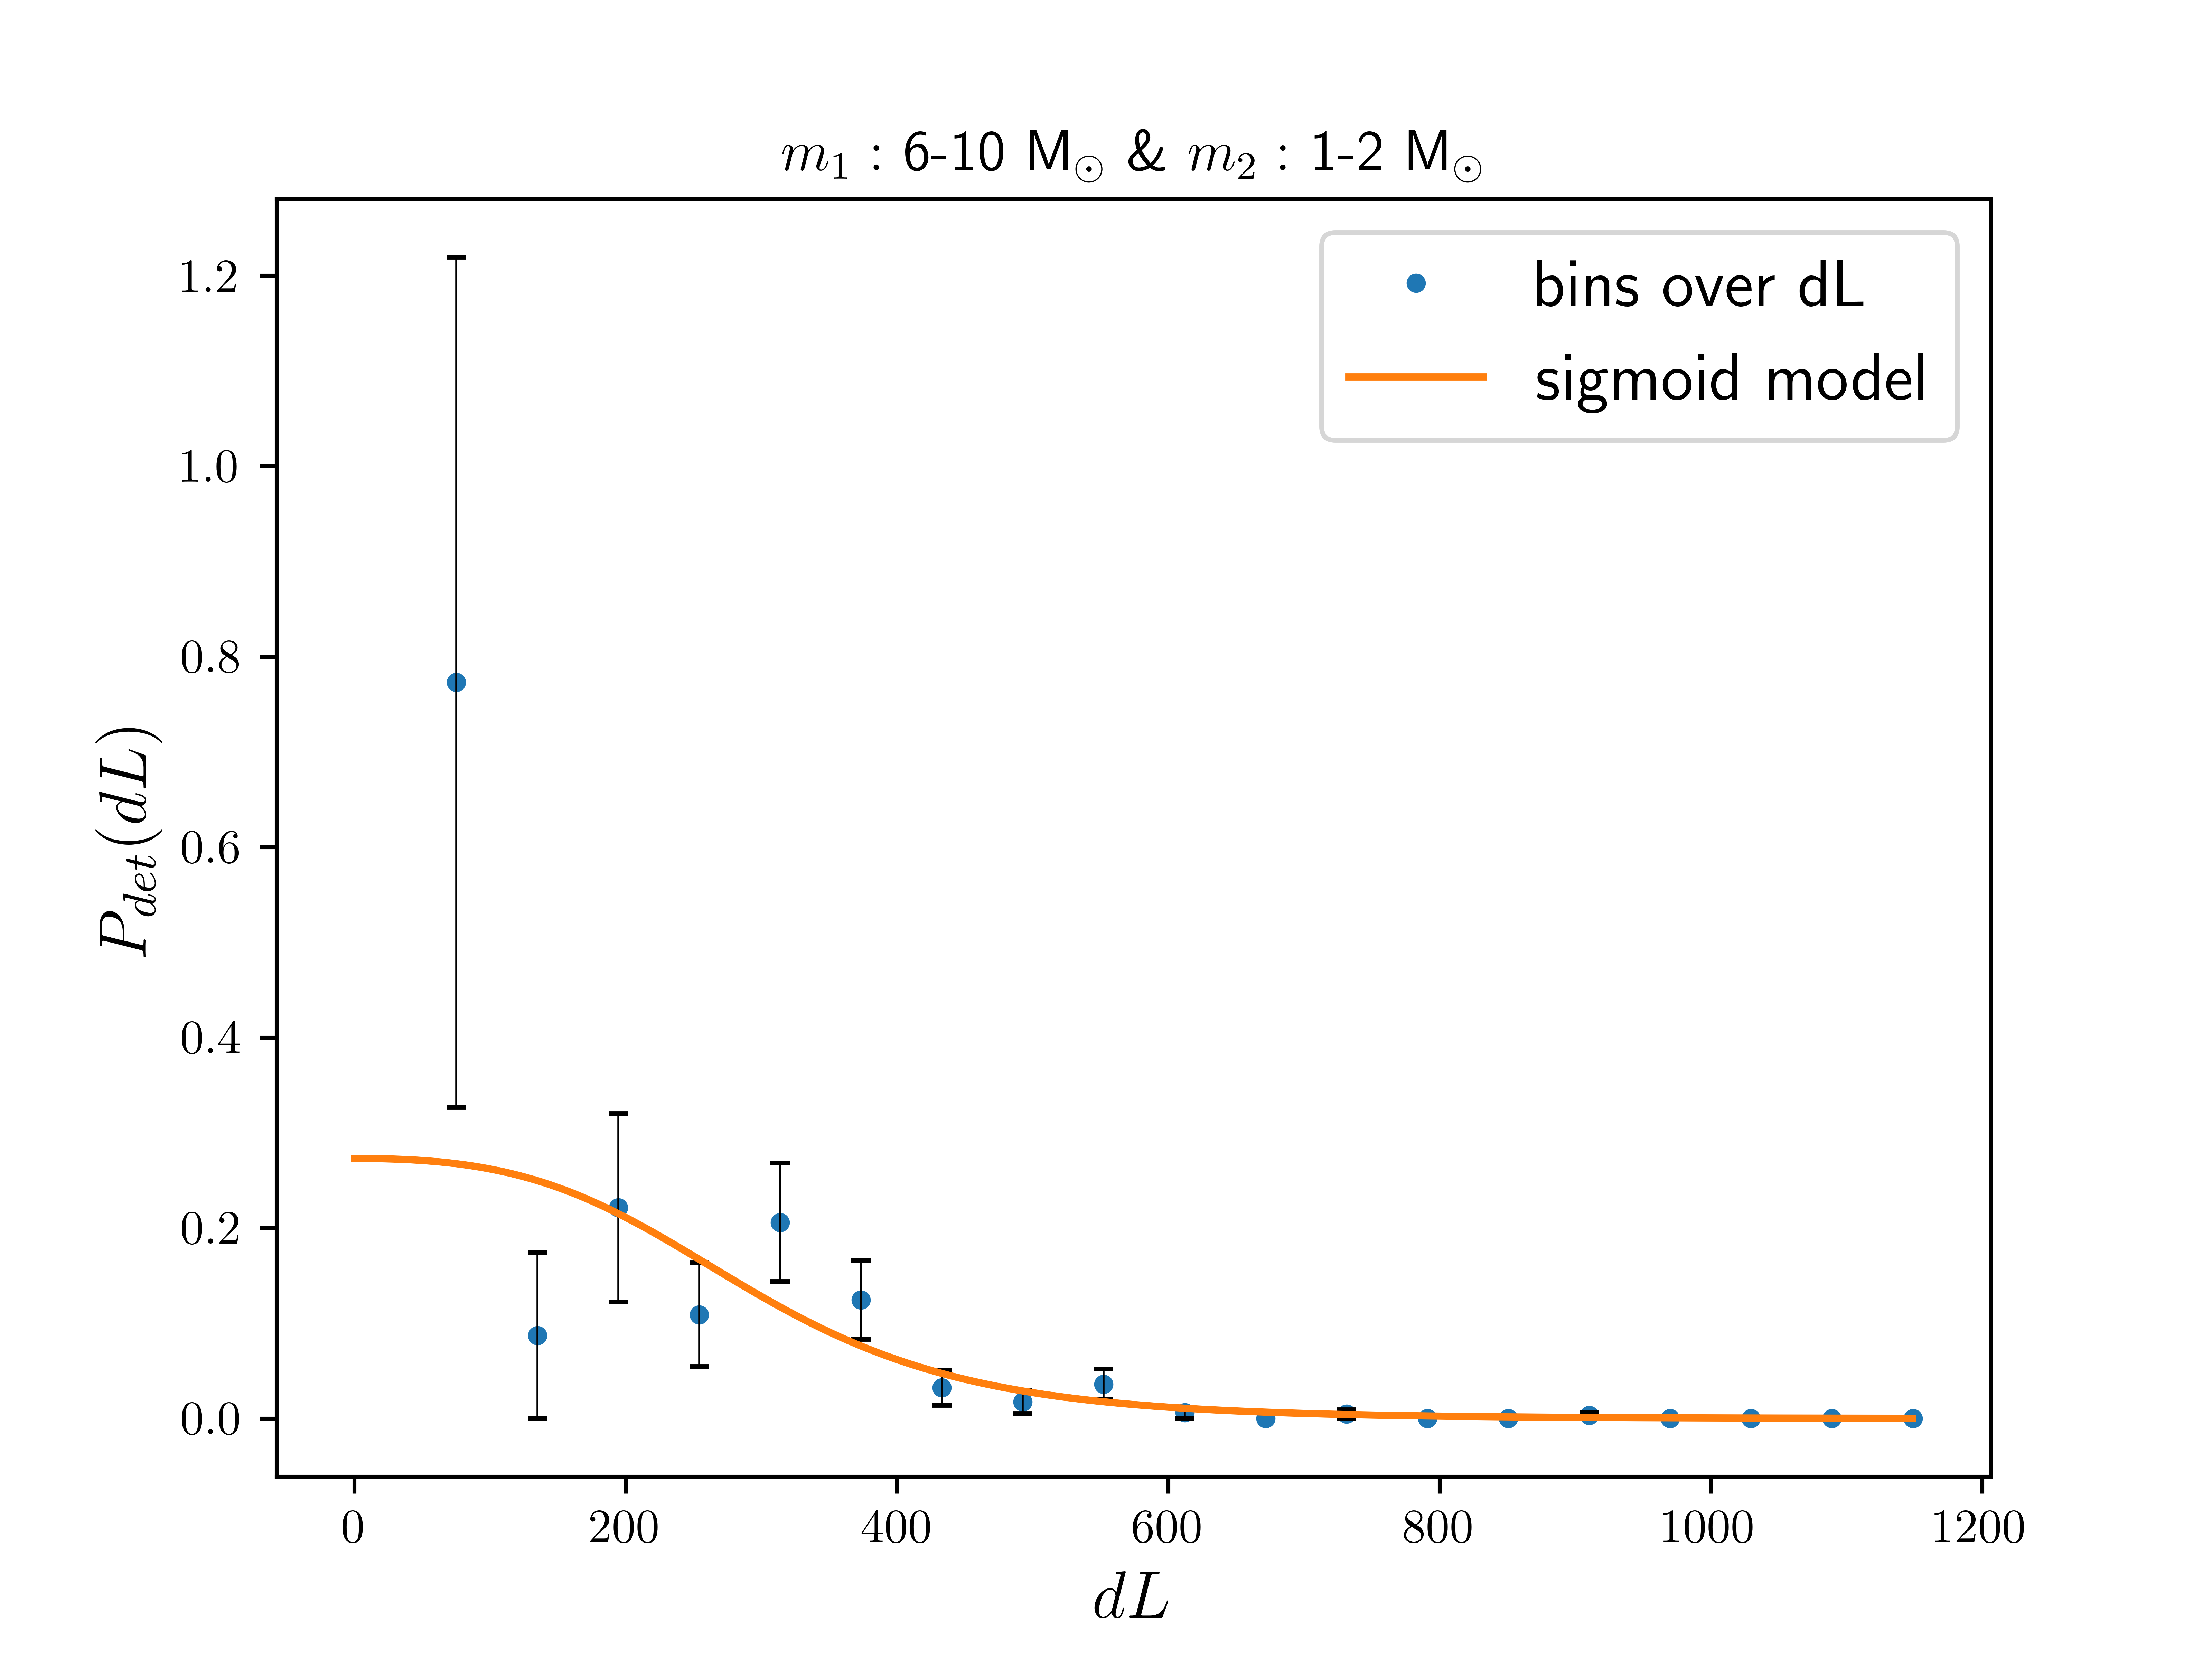 m₁ : 6-10 M⊙ & m₂ : 1-2 M⊙
bins over dL
sigmoid model
1.2
1.0
0.8
0.6
0.4
0.2
0.0
P_det(dL)
0 200 400 600 800 1000 1200
dL